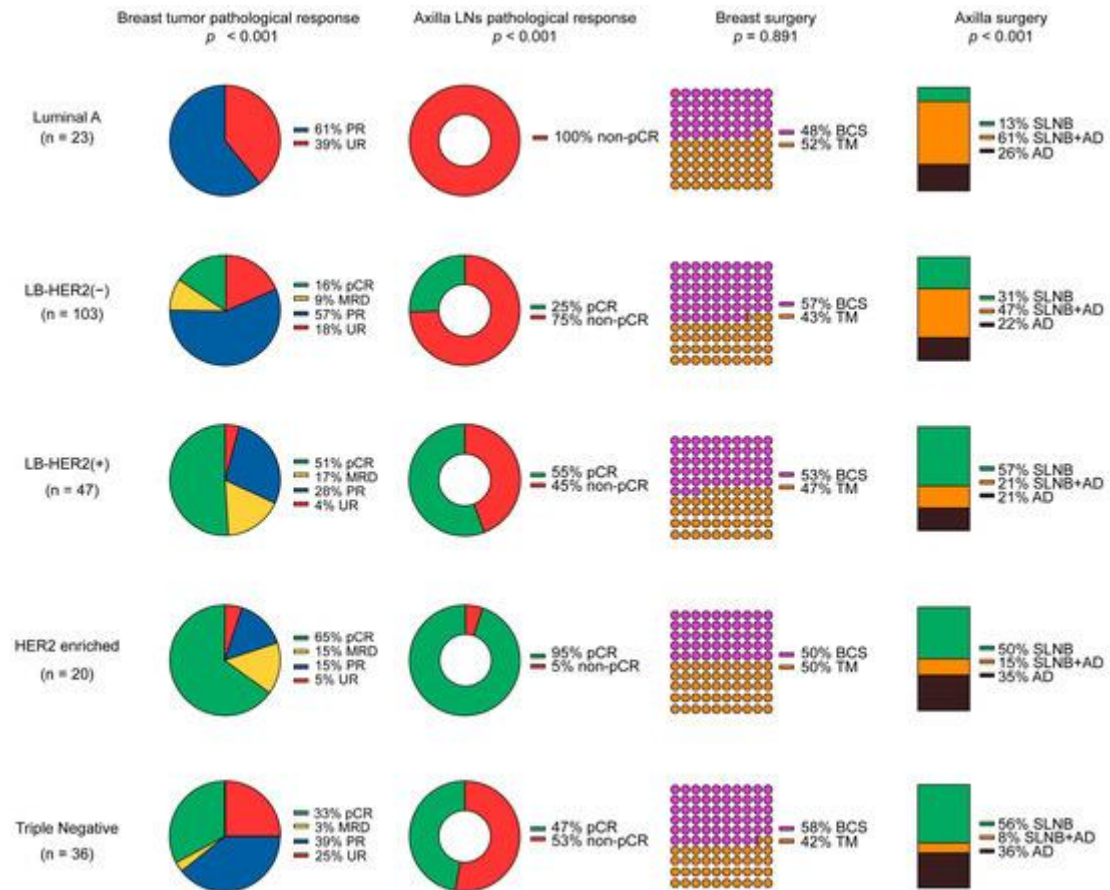 Breast tumor pathological response
p < 0.001
Axilla LNs pathological response
p < 0.001
Breast surgery
p = 0.891
Axilla surgery
p < 0.001
Luminal A
(n = 23)
61% PR
39% UR
100% non-pCR
48% BCS
52% TM
13% SLNB
61% SLNB+AD
26% AD
LB-HER2(−)
(n = 103)
16% pCR
9% MRD
57% PR
18% UR
25% pCR
75% non-pCR
57% BCS
43% TM
31% SLNB
47% SLNB+AD
22% AD
LB-HER2(+)
(n = 47)
51% pCR
17% MRD
28% PR
4% UR
55% pCR
45% non-pCR
53% BCS
47% TM
57% SLNB
21% SLNB+AD
21% AD
HER2 enriched
(n = 20)
65% pCR
15% MRD
15% PR
5% UR
95% pCR
5% non-pCR
50% BCS
50% TM
50% SLNB
15% SLNB+AD
35% AD
Triple Negative
(n = 36)
33% pCR
3% MRD
39% PR
25% UR
47% pCR
53% non-pCR
58% BCS
42% TM
56% SLNB
8% SLNB+AD
36% AD